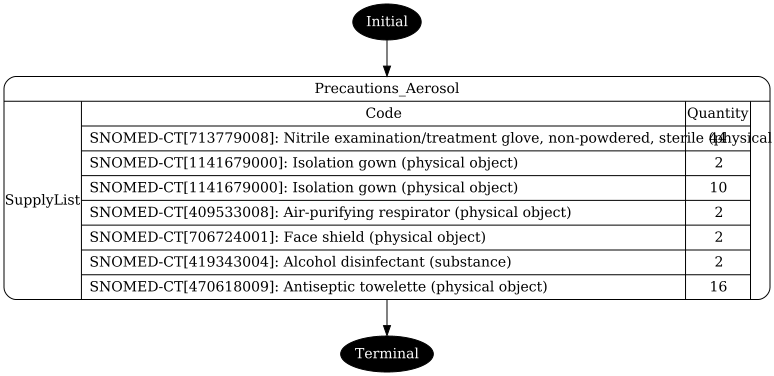 Initial
Precautions_Aerosol
SupplyList
Code Quantity
SNOMED-CT[713779008]: Nitrile examination/treatment glove, non-powdered, sterile (physical 44
SNOMED-CT[1141679000]: Isolation gown (physical object) 2
SNOMED-CT[1141679000]: Isolation gown (physical object) 10
SNOMED-CT[409533008]: Air-purifying respirator (physical object) 2
SNOMED-CT[706724001]: Face shield (physical object) 2
SNOMED-CT[419343004]: Alcohol disinfectant (substance) 2
SNOMED-CT[470618009]: Antiseptic towelette (physical object) 16
Terminal